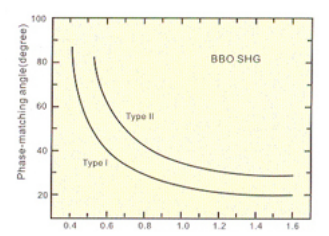 100
BBO SHG
80
Phase-matching angle(degree)
60
Type II
40
Type I
20
0.4 0.6 0.8 1.0 1.2 1.4 1.6